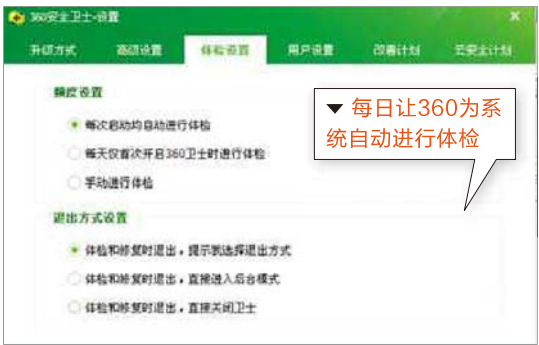 360安全卫士-设置
升级方式 高级设置 体检设置 用户设置 改善计划 云安全计划
频度设置
每次启动均自动进行体检
每天仅首次开启360卫士时进行体检
手动进行体检
▼ 每日让360为系
统自动进行体检
退出方式设置
体检和修复时退出，提示我选择退出方式
体检和修复时退出，直接进入后台模式
体检和修复时退出，直接关闭卫士